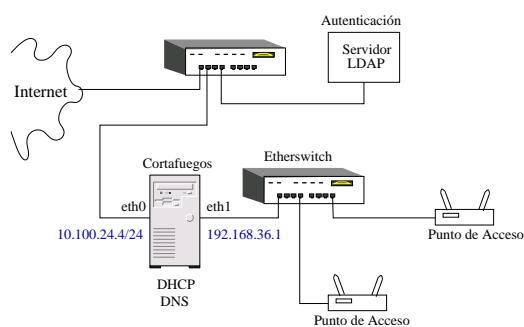 Autenticación
Servidor
LDAP
Internet
Cortafuegos
Etherswitch
eth0
eth1
10.100.24.4/24
192.168.36.1
Punto de Acceso
DHCP
DNS
Punto de Acceso